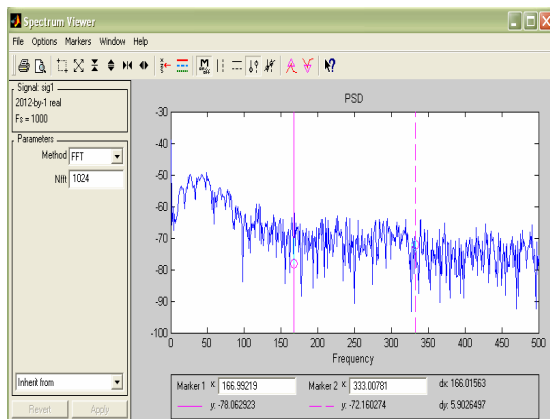 Spectrum Viewer
File Options Markers Window Help
Signal: sig1
2012-by-1 real
Fs = 1000
Parameters
Method FFT
Nfft 1024
Inherit from
Revert Apply
PSD
-30
-40
-50
-60
-70
-80
-90
-100
0 50 100 150 200 250 300 350 400 450 500
Frequency
Marker 1 x: 166.99219 Marker 2 x: 333.00781 dx: 166.01563
y: -78.062923 y: -72.160274 dy: 5.9026497